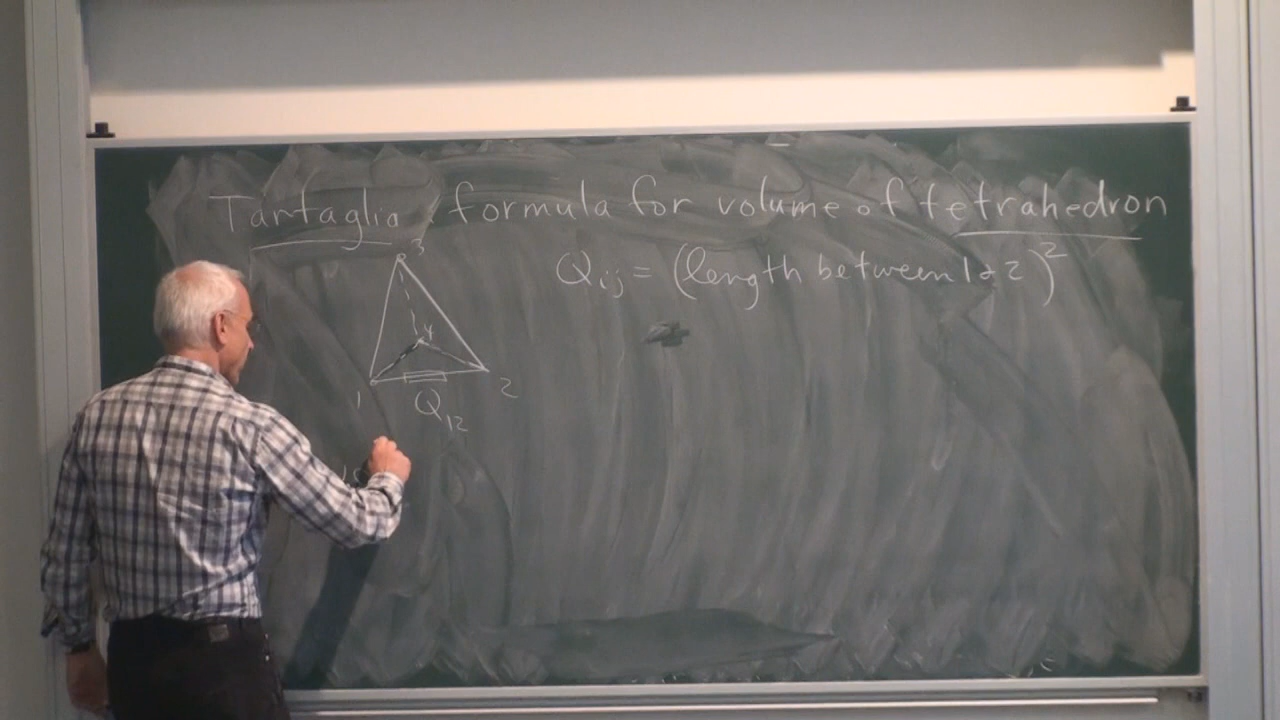 Tartaglia formula for volume of tetrahedron
Qij = (length between 1 & 2)²
3
4
1
2
Q12